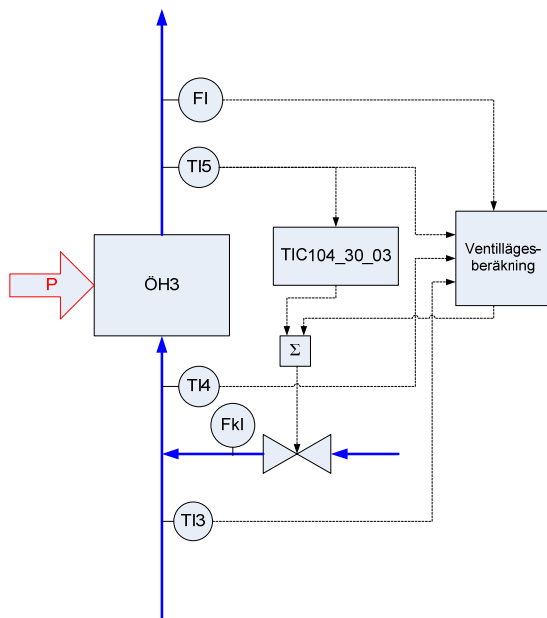 FI
TI5
TIC104_30_03
Ventilläges-
beräkning
P
ÖH3
Σ
TI4
FkI
TI3